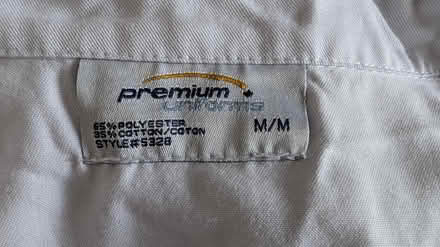 premium
uniforms
65% POLYESTER
35% COTTON/COTON
STYLE#5328
M/M